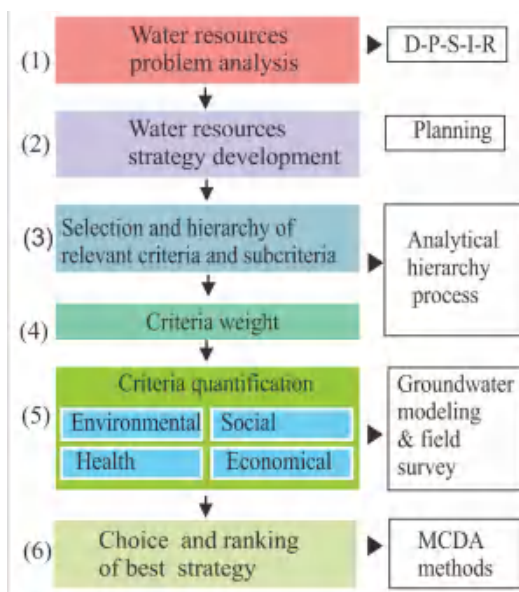 (1)
Water resources
problem analysis
D-P-S-I-R
(2)
Water resources
strategy development
Planning
(3)
Selection and hierarchy of
relevant criteria and subcriteria
Analytical
hierarchy
process
(4)
Criteria weight
(5)
Criteria quantification
Environmental
Social
Health
Economical
Groundwater
modeling
& field
survey
(6)
Choice and ranking
of best strategy
MCDA
methods